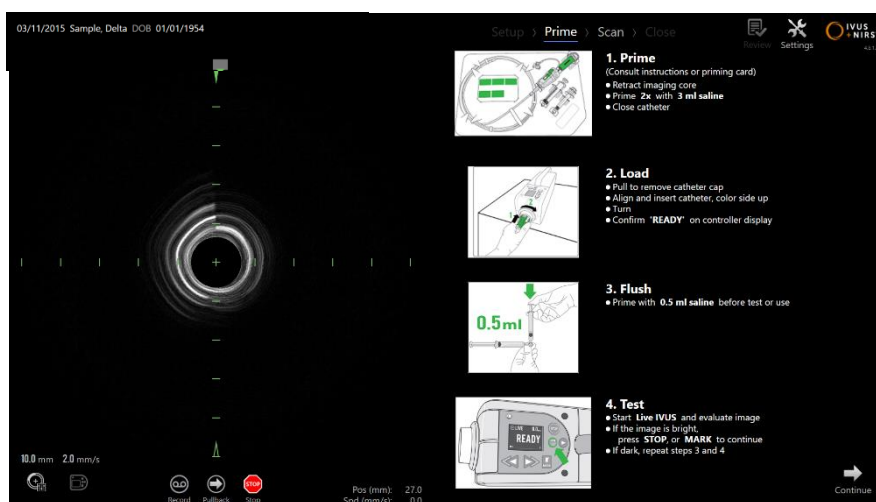 03/11/2015 Sample, Delta DOB 01/01/1954
Setup > Prime > Scan > Close
Review
Settings
IVUS
+NIRS
1. Prime
(Consult instructions or priming card)
• Retract imaging core
• Prime 2x with 3 ml saline
• Close catheter
2. Load
• Pull to remove catheter cap
• Align and insert catheter, color side up
• Turn
• Confirm 'READY' on controller display
3. Flush
• Prime with 0.5 ml saline before test or use
0.5ml
4. Test
• Start Live IVUS and evaluate image
• If the image is bright,
press STOP, or MARK to continue
• If dark, repeat steps 3 and 4
LIVE
READY
10.0 mm 2.0 mm/s
Record
Pullback
Stop
STOP
Pos (mm): 27.0
Spd (mm/s): 0.0
Continue